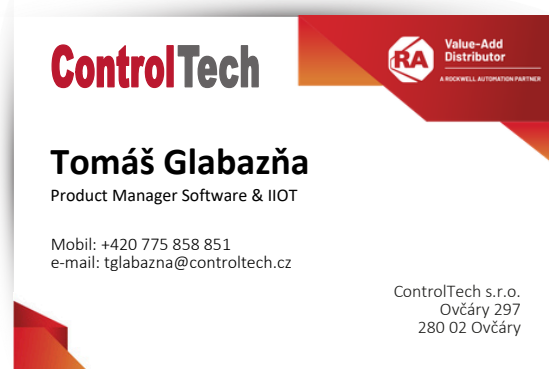 ControlTech
RA
Value-Add
Distributor
A ROCKWELL AUTOMATION PARTNER
Tomáš Glabazňa
Product Manager Software & IIOT
Mobil: +420 775 858 851
e-mail: tglabazna@controltech.cz
ControlTech s.r.o.
Ovčáry 297
280 02 Ovčáry